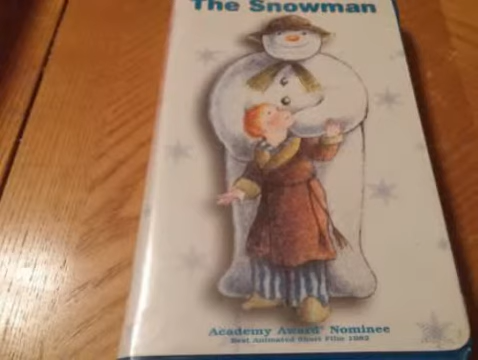 The Snowman
Academy Award® Nominee
Best Animated Short Film 1982